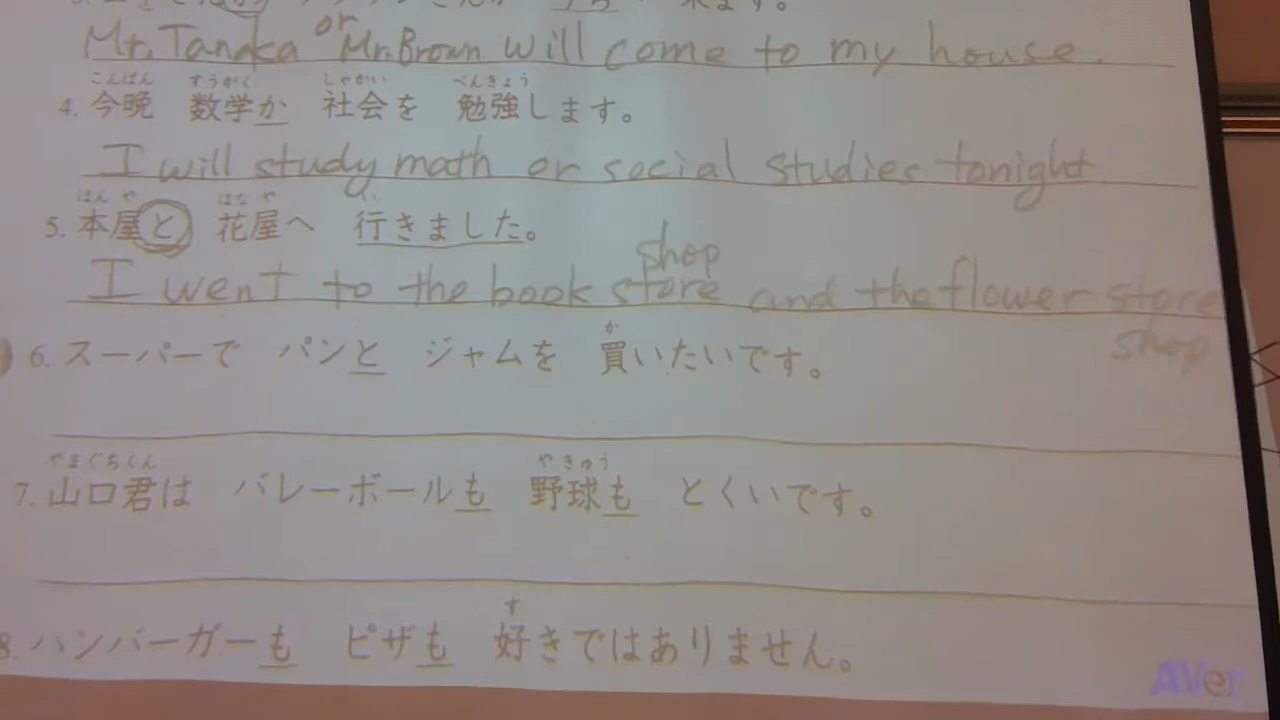 来ます。
or
Mr. Tanaka Mr. Brown will come to my house.
こんばん すうがく しゃかい べんきょう
4. 今晩 数学か 社会を 勉強します。
I will study math or social studies tonight
ほん や はな や い
5. 本屋と 花屋へ 行きました。
shop
I went to the book store and the flower store
shop
か
6. スーパーで パンと ジャムを 買いたいです。
やまぐちくん やきゅう
7. 山口君は バレーボールも 野球も とくいです。
す
8. ハンバーガーも ピザも 好きではありません。
AVer